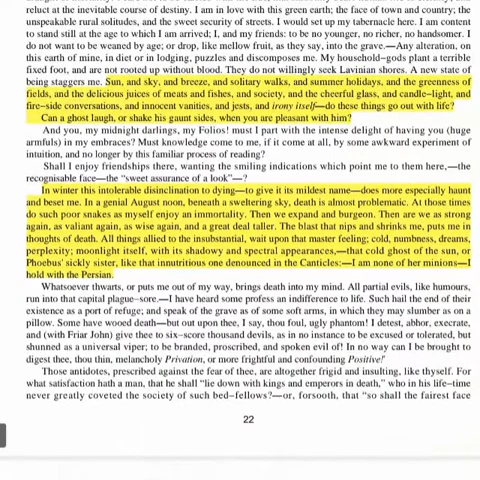 reluct at the inevitable course of destiny. I am in love with this green earth; the face of town and country; the
unspeakable rural solitudes, and the sweet security of streets. I would set up my tabernacle here. I am content
to stand still at the age to which I am arrived; I, and my friends: to be no younger, no richer, no handsomer. I
do not want to be weaned by age; or drop, like mellow fruit, as they say, into the grave.—Any alteration, on
this earth of mine, in diet or in lodging, puzzles and discomposes me. My household-gods plant a terrible
fixed foot, and are not rooted up without blood. They do not willingly seek Lavinian shores. A new state of
being staggers me. Sun, and sky, and breeze, and solitary walks, and summer holidays, and the greenness of
fields, and the delicious juices of meats and fishes, and society, and the cheerful glass, and candle-light, and
fire-side conversations, and innocent vanities, and jests, and irony itself—do these things go out with life?
Can a ghost laugh, or shake his gaunt sides, when you are pleasant with him?
And you, my midnight darlings, my Folios! must I part with the intense delight of having you (huge
armfuls) in my embraces? Must knowledge come to me, if it come at all, by some awkward experiment of
intuition, and no longer by this familiar process of reading?
Shall I enjoy friendships there, wanting the smiling indications which point me to them here,—the
recognisable face—the “sweet assurance of a look”—?
In winter this intolerable disinclination to dying—to give it its mildest name—does more especially haunt
and beset me. In a genial August noon, beneath a sweltering sky, death is almost problematic. At those times
do such poor snakes as myself enjoy an immortality. Then we expand and burgeon. Then are we as strong
again, as valiant again, as wise again, and a great deal taller. The blast that nips and shrinks me, puts me in
thoughts of death. All things allied to the insubstantial, wait upon that master feeling; cold, numbness, dreams,
perplexity; moonlight itself, with its shadowy and spectral appearances,—that cold ghost of the sun, or
Phoebus' sickly sister, like that innutritious one denounced in the Canticles:—I am none of her minions—I
hold with the Persian.
Whatsoever thwarts, or puts me out of my way, brings death into my mind. All partial evils, like humours,
run into that capital plague-sore.—I have heard some profess an indifference to life. Such hail the end of their
existence as a port of refuge; and speak of the grave as of some soft arms, in which they may slumber as on a
pillow. Some have wooed death—but out upon thee, I say, thou foul, ugly phantom! I detest, abhor, execrate,
and (with Friar John) give thee to six-score thousand devils, as in no instance to be excused or tolerated, but
shunned as a universal viper; to be branded, proscribed, and spoken evil of! In no way can I be brought to
digest thee, thou thin, melancholy Privation, or more frightful and confounding Positive!
Those antidotes, prescribed against the fear of thee, are altogether frigid and insulting, like thyself. For
what satisfaction hath a man, that he shall “lie down with kings and emperors in death,” who in his life-time
never greatly coveted the society of such bed-fellows?—or, forsooth, that “so shall the fairest face
22